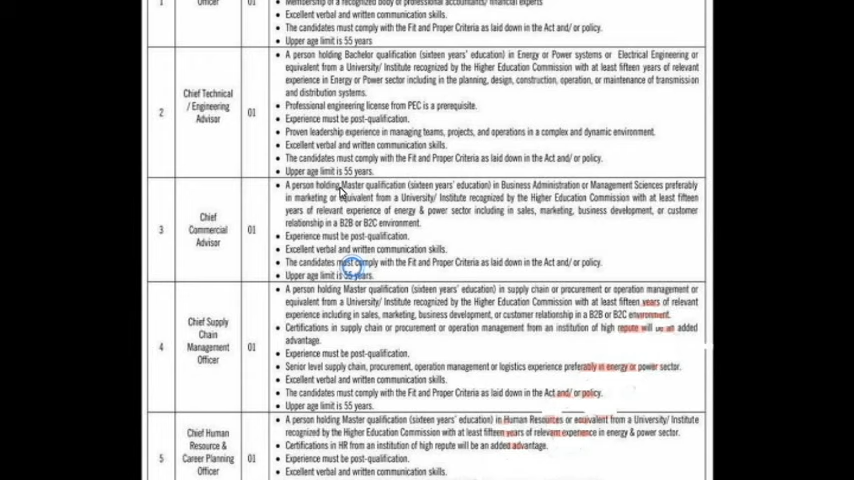 1
Officer
01
Membership of a recognized body of professional accountants/ financial experts
• Excellent verbal and written communication skills.
• The candidates must comply with the Fit and Proper Criteria as laid down in the Act and/ or policy.
• Upper age limit is 55 years
2
Chief Technical
/ Engineering
Advisor
01
• A person holding Bachelor qualification (sixteen years' education) in Energy or Power systems or Electrical Engineering or
equivalent from a University/ Institute recognized by the Higher Education Commission with at least fifteen years of relevant
experience in Energy or Power sector including in the planning, design, construction, operation, or maintenance of transmission
and distribution systems.
• Professional engineering license from PEC is a prerequisite.
• Experience must be post-qualification.
• Proven leadership experience in managing teams, projects, and operations in a complex and dynamic environment.
• Excellent verbal and written communication skills.
• The candidates must comply with the Fit and Proper Criteria as laid down in the Act and/ or policy.
• Upper age limit is 55 years.
3
Chief
Commercial
Advisor
01
• A person holding Master qualification (sixteen years' education) in Business Administration or Management Sciences preferably
in marketing or equivalent from a University/ Institute recognized by the Higher Education Commission with at least fifteen
years of relevant experience of energy & power sector including in sales, marketing, business development, or customer
relationship in a B2B or B2C environment.
• Experience must be post-qualification.
• Excellent verbal and written communication skills.
• The candidates must comply with the Fit and Proper Criteria as laid down in the Act and/ or policy.
• Upper age limit is 55 years.
4
Chief Supply
Chain
Management
Officer
01
• A person holding Master qualification (sixteen years' education) in supply chain or procurement or operation management or
equivalent from a University/ Institute recognized by the Higher Education Commission with at least fifteen years of relevant
experience including in sales, marketing, business development, or customer relationship in a B2B or B2C environment.
• Certifications in supply chain or procurement or operation management from an institution of high repute will be an added
advantage.
• Experience must be post-qualification.
• Senior level supply chain, procurement, operation management or logistics experience preferably in energy or power sector.
• Excellent verbal and written communication skills.
• The candidates must comply with the Fit and Proper Criteria as laid down in the Act and/ or policy.
• Upper age limit is 55 years.
5
Chief Human
Resource &
Career Planning
Officer
01
• A person holding Master qualification (sixteen years' education) in Human Resources or equivalent from a University/ Institute
recognized by the Higher Education Commission with at least fifteen years of relevant experience in energy & power sector.
• Certifications in HR from an institution of high repute will be an added advantage.
• Experience must be post-qualification.
• Excellent verbal and written communication skills.